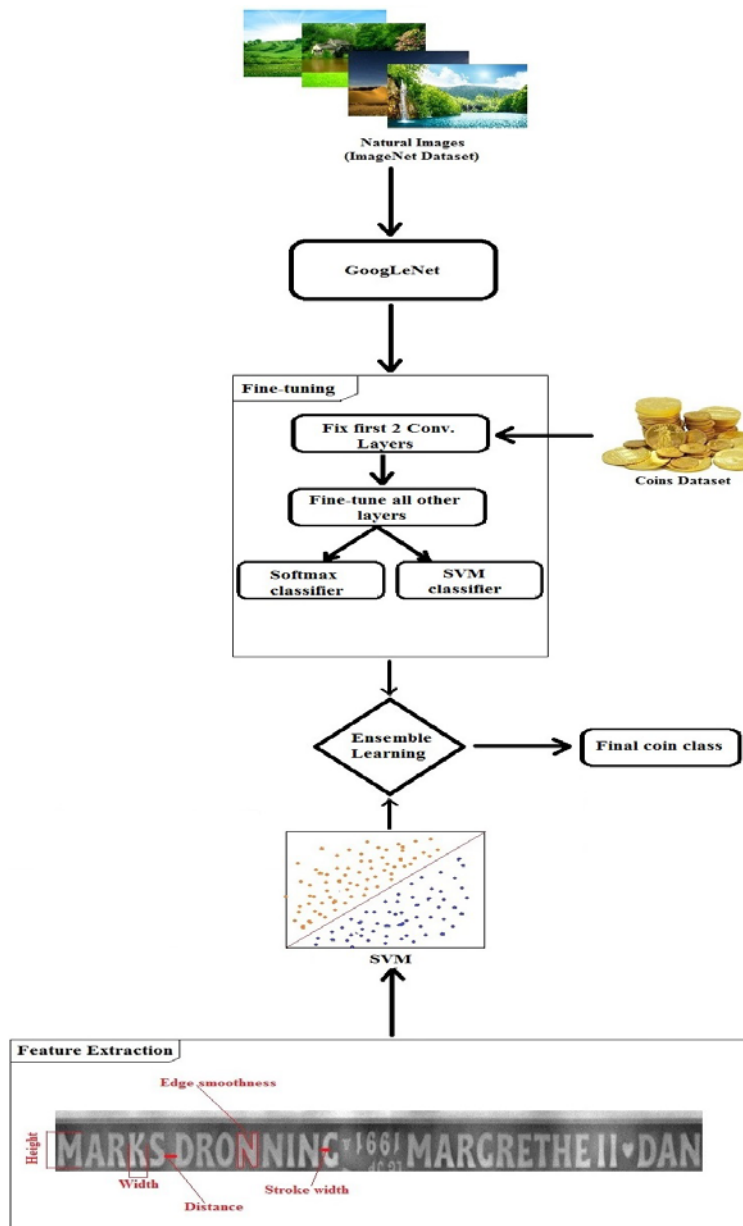 Natural Images
(ImageNet Dataset)
GoogLeNet
Fine-tuning
Fix first 2 Conv.
Layers
Coins Dataset
Fine-tune all other
layers
Softmax
classifier
SVM
classifier
Ensemble
Learning
Final coin class
SVM
Feature Extraction
Edge smoothness
Height
MARKS DRONNING 1991 MARGRETHE II♥DAN
Width
Distance
Stroke width